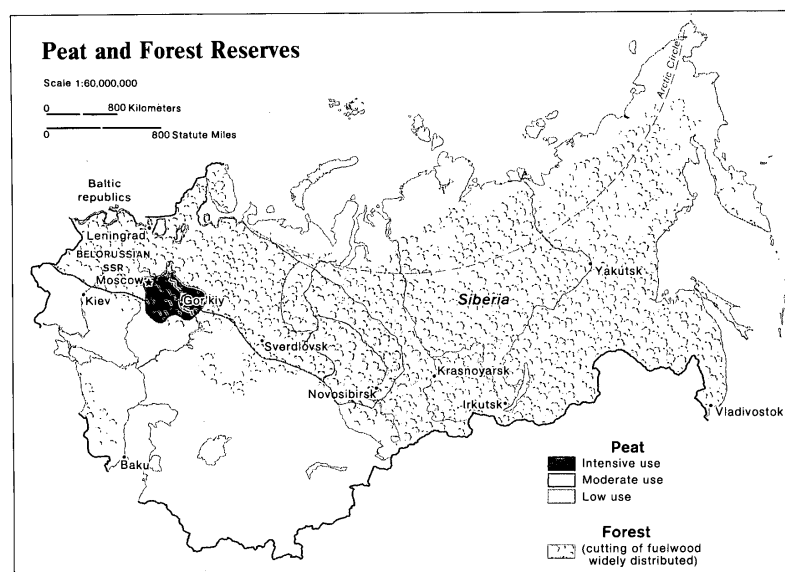 Peat and Forest Reserves
Scale 1:60,000,000
0 800 Kilometers
0 800 Statute Miles
Arctic Circle
Baltic
republics
Leningrad
BELORUSSIAN
SSR
Moscow
Gor'kiy
Kiev
Yakutsk
Siberia
Sverdlovsk
Krasnoyarsk
Novosibirsk
Irkutsk
Vladivostok
Baku
Peat
Intensive use
Moderate use
Low use
Forest
(cutting of fuelwood
widely distributed)